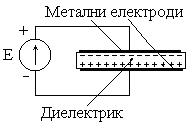 Метални електроди
+
E
-
- - - - - - - - -
+ + + + + + + + +
Диелектрик